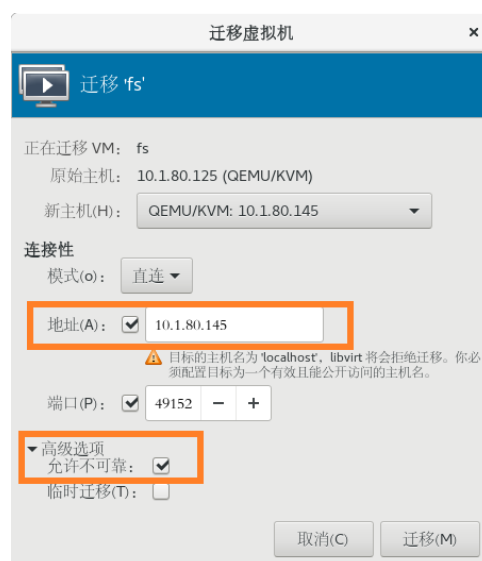 迁移虚拟机 ×
迁移 'fs'
正在迁移 VM： fs
原始主机： 10.1.80.125 (QEMU/KVM)
新主机(H)： QEMU/KVM: 10.1.80.145
连接性
模式(o)： 直连
地址(A)： 10.1.80.145
目标的主机名为 'localhost'，libvirt 将会拒绝迁移。你必
须配置目标为一个有效且能公开访问的主机名。
端口(P)： 49152 − +
高级选项
允许不可靠：
临时迁移(T)：
取消(C) 迁移(M)